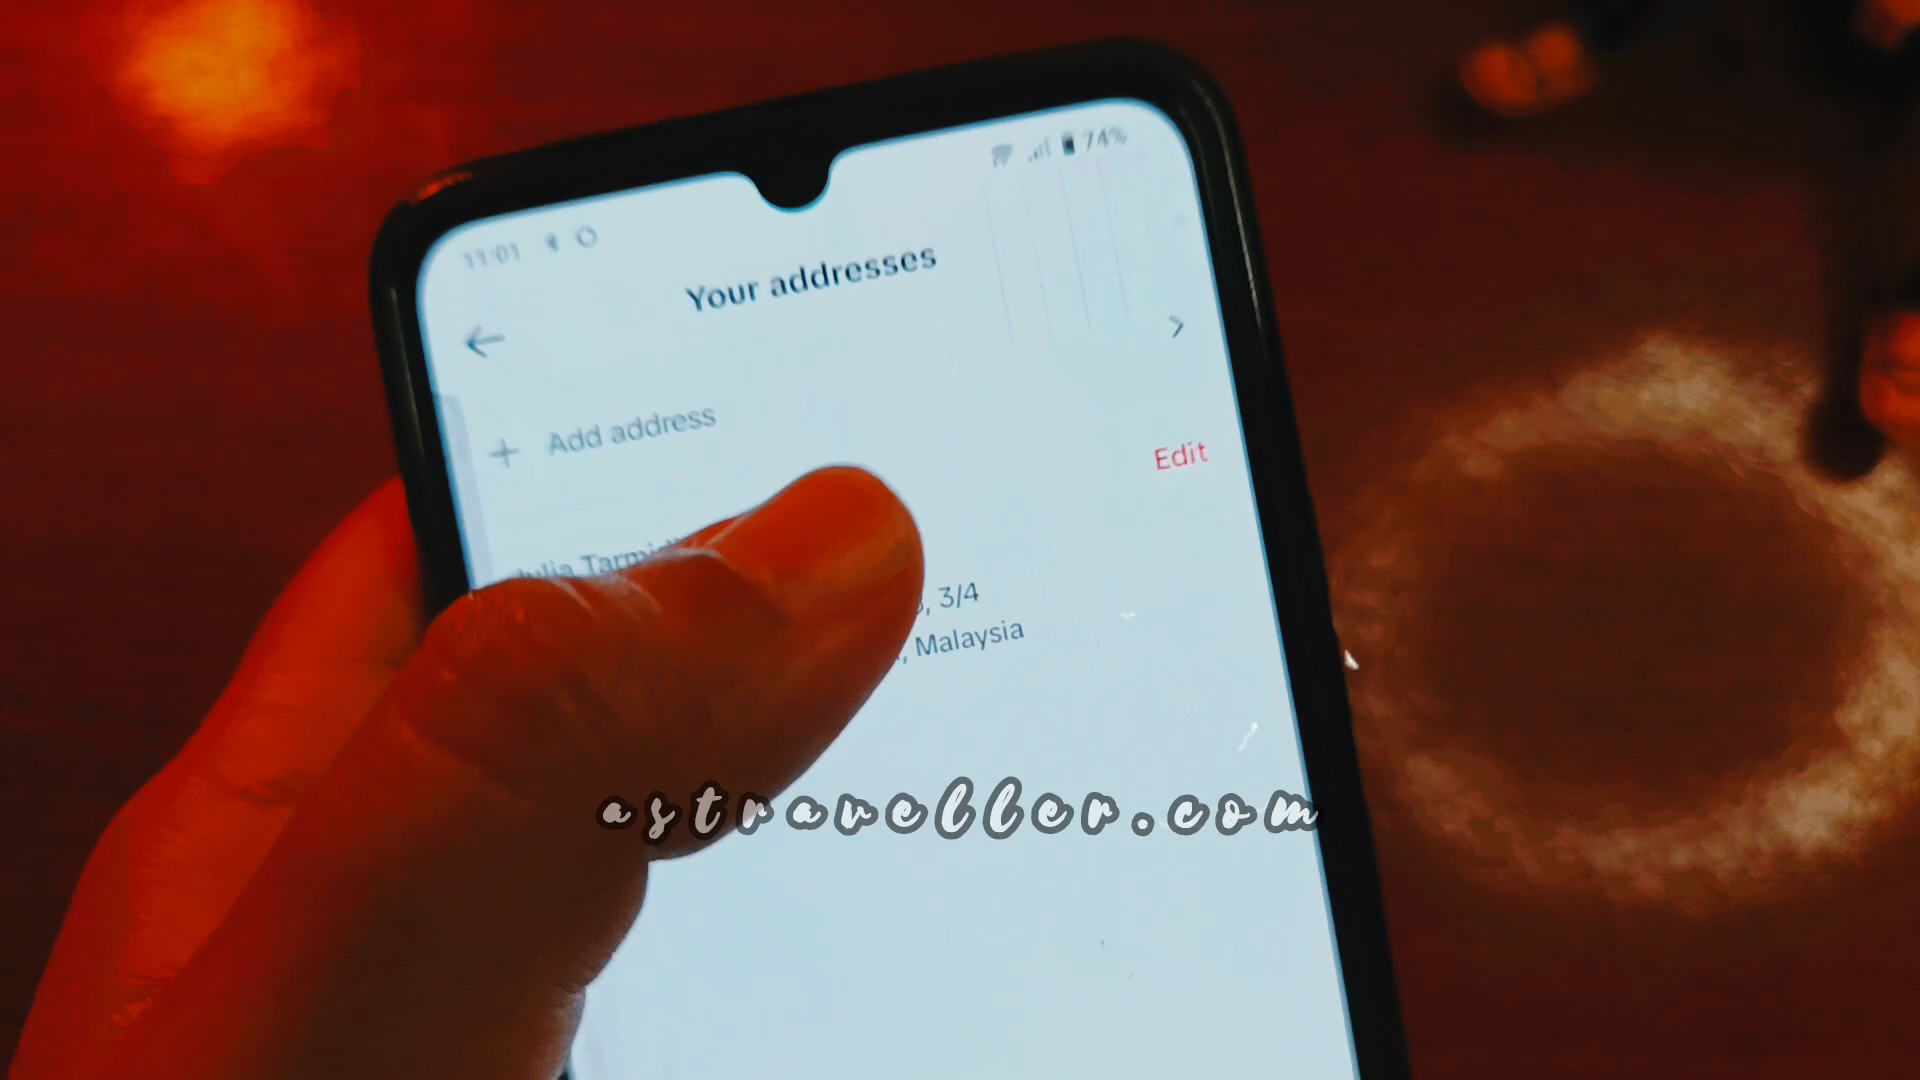 11:01
74%
Your addresses
Add address
Edit
3/4
, Malaysia
astraveller.com